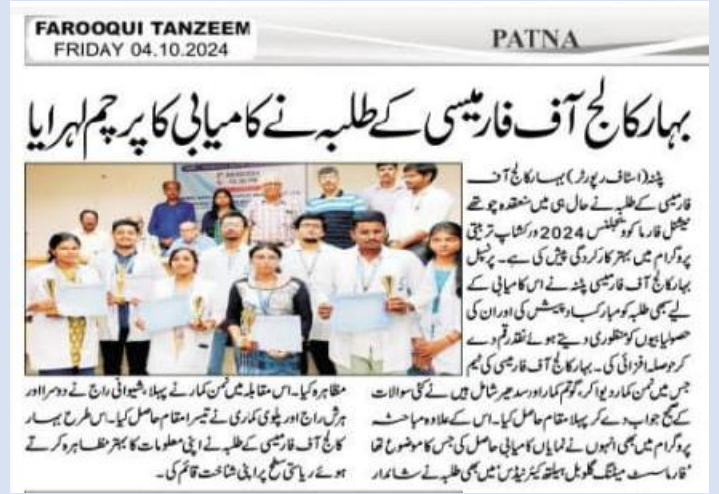 FAROOQUI TANZEEM
FRIDAY 04.10.2024
PATNA
بہار کالج آف فارمیسی کے طلبہ نے کامیابی کا پرچم لہرایا
پٹنہ (اسٹاف رپورٹر) بہار کالج آف
فارمیسی کے طلبہ نے حال ہی میں منعقدہ چوتھے
نیشنل فارماکوویجلنس 2024 ورکشاپ تربیتی
پروگرام میں بہتر کارکردگی پیش کی ہے۔ پرنسپل
بہار کالج آف فارمیسی پٹنہ نے اس کامیابی کے
لیے سبھی طلبہ کو مبارکباد پیش کی اور ان کی
حصولیابیوں کو منظوری دیتے ہوئے نقد رقم دے
کر حوصلہ افزائی کی۔ بہار کالج آف فارمیسی کی ٹیم
جس میں نمن کمار دیواکر، گوتم کمار اور سدھیر شامل ہیں نے کئی سوالات
کے صحیح جواب دے کر پہلا مقام حاصل کیا۔ اس کے علاوہ مباحثہ
پروگرام میں بھی انہوں نے نمایاں کامیابی حاصل کی جس کا موضوع تھا
'فارماسسٹ میٹنگ گلوبل ہیلتھ کیئر نیڈس' میں بھی طلبہ نے شاندار
مظاہرہ کیا۔ اس مقابلہ میں نمن کمار نے پہلا، شیوانی راج نے دوسرا اور
ہرش راج اور پلوی کماری نے تیسرا مقام حاصل کیا۔ اس طرح بہار
کالج آف فارمیسی کے طلبہ نے اپنی معلومات کا بہتر مظاہرہ کرتے
ہوئے ریاستی سطح پر اپنی شناخت قائم کی۔